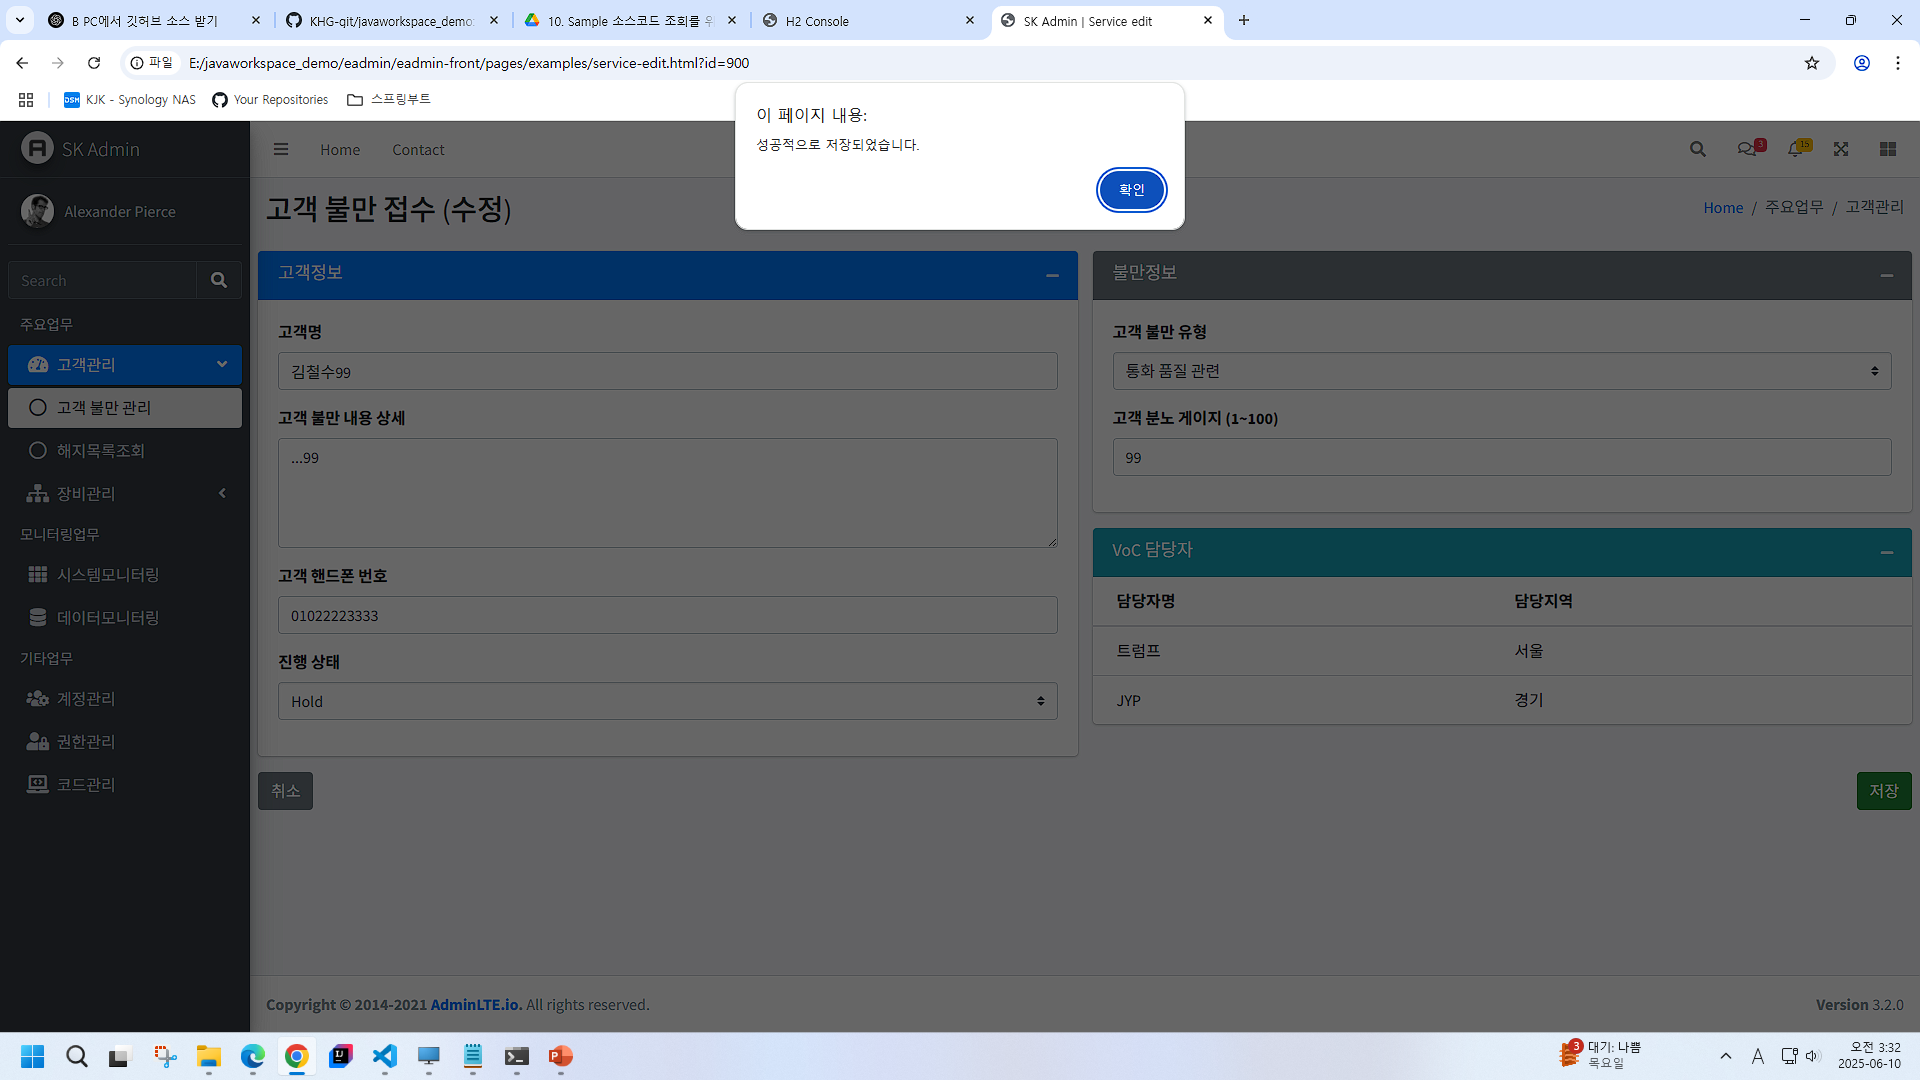 B PC에서 깃허브 소스 받기
KHG-git/javaworkspace_demo
10. Sample 소스코드 조회를 위
H2 Console
SK Admin | Service edit
파일
E:/javaworkspace_demo/eadmin/eadmin-front/pages/examples/service-edit.html?id=900
DSM KJK - Synology NAS
Your Repositories
스프링부트
이 페이지 내용:
성공적으로 저장되었습니다.
확인
SK Admin
Home
Contact
3
15
Alexander Pierce
고객 불만 접수 (수정)
Home / 주요업무 / 고객관리
Search
주요업무
고객관리
고객 불만 관리
해지목록조회
장비관리
모니터링업무
시스템모니터링
데이터모니터링
기타업무
계정관리
권한관리
코드관리
고객정보
고객명
김철수99
고객 불만 내용 상세
...99
고객 핸드폰 번호
01022223333
진행 상태
Hold
불만정보
고객 불만 유형
통화 품질 관련
고객 분노 게이지 (1~100)
99
VoC 담당자
담당자명 담당지역
트럼프 서울
JYP 경기
취소
저장
Copyright © 2014-2021 AdminLTE.io. All rights reserved.
Version 3.2.0
3
대기: 나쁨
목요일
A
오전 3:32
2025-06-10